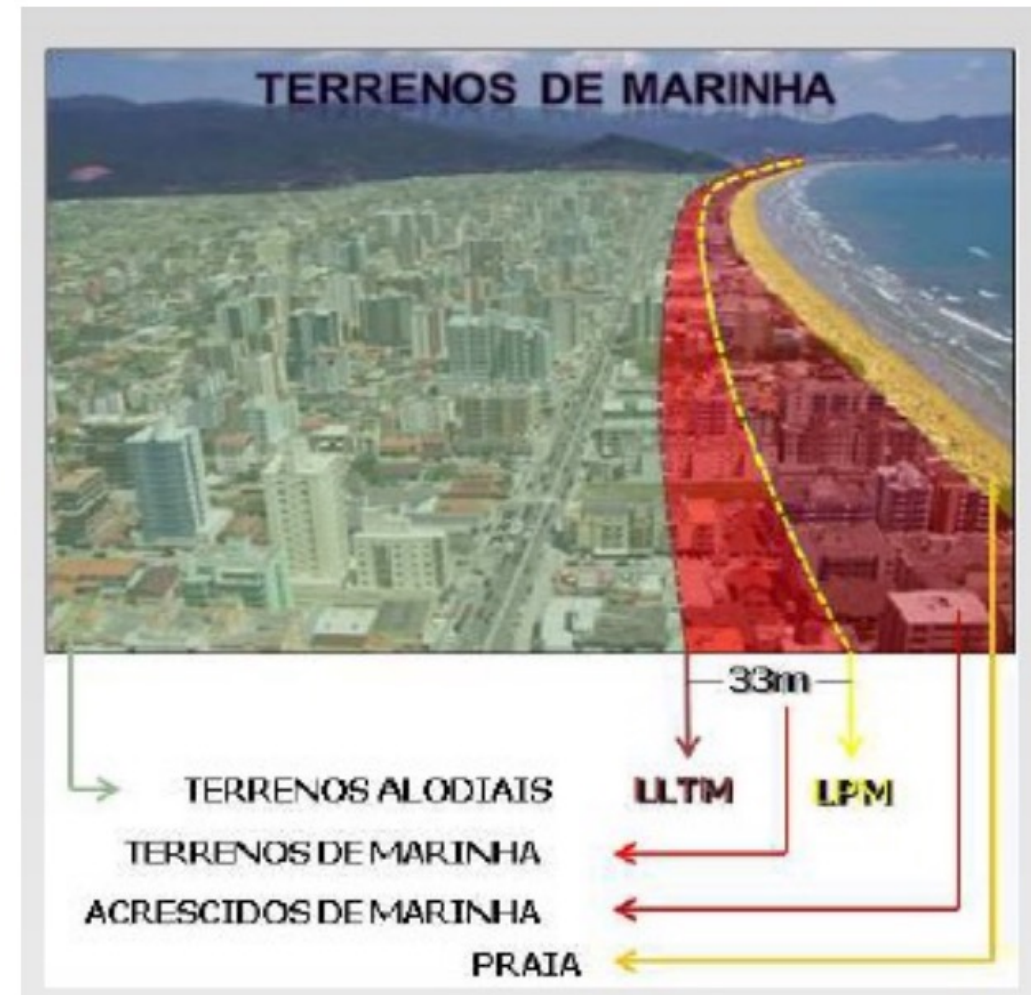 TERRENOS DE MARINHA
33m
TERRENOS ALODIAIS LLTM LPM
TERRENOS DE MARINHA
ACRESCIDOS DE MARINHA
PRAIA